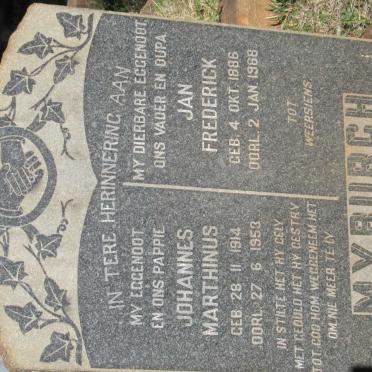 IN TERE HERINNERING AAN
MY EGGENOOT
EN ONS PAPPIE
JOHANNES
MARTHINUS
GEB. 28. 11. 1914
OORL. 27. 6. 1953
IN STILTE HET HY GELY
MET GEDULD HET HY GESTRY
TOT GOD HOM WEGGENEEM HET
OM NIE MEER TE LY
MY DIERBARE EGGENOOT
ONS VADER EN OUPA
JAN
FREDERICK
GEB. 4. OKT. 1886
OORL. 2. JAN. 1968
TOT
WEERSIENS
MYBURGH